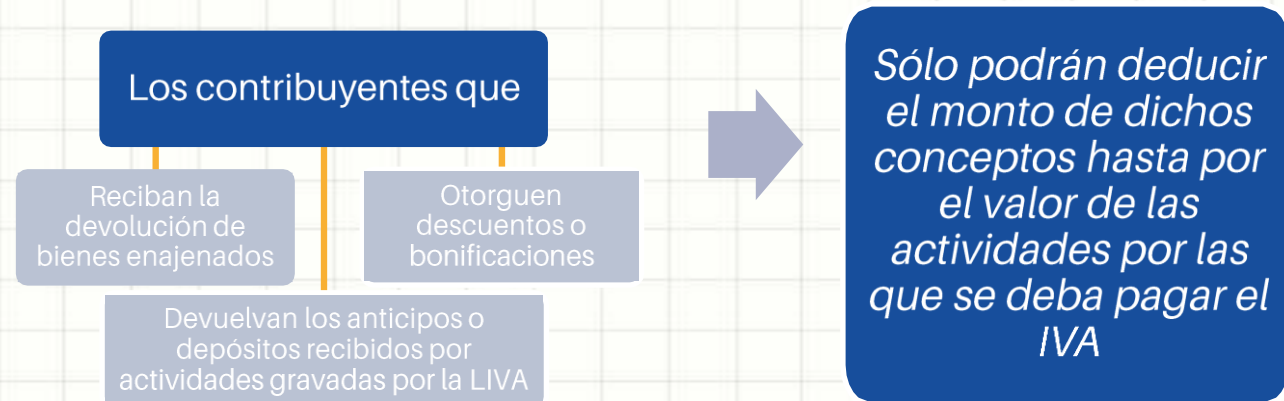 Los contribuyentes que
Reciban la
devolución de
bienes enajenados
Otorguen
descuentos o
bonificaciones
Devuelvan los anticipos o
depósitos recibidos por
actividades gravadas por la LIVA
Sólo podrán deducir
el monto de dichos
conceptos hasta por
el valor de las
actividades por las
que se deba pagar el
IVA